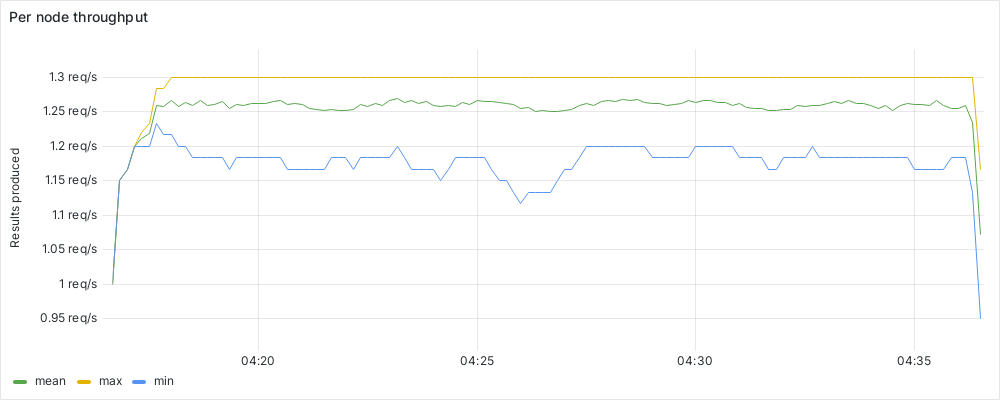 Per node throughput
Results produced
1.3 req/s
1.25 req/s
1.2 req/s
1.15 req/s
1.1 req/s
1.05 req/s
1 req/s
0.95 req/s
04:20 04:25 04:30 04:35
mean max min